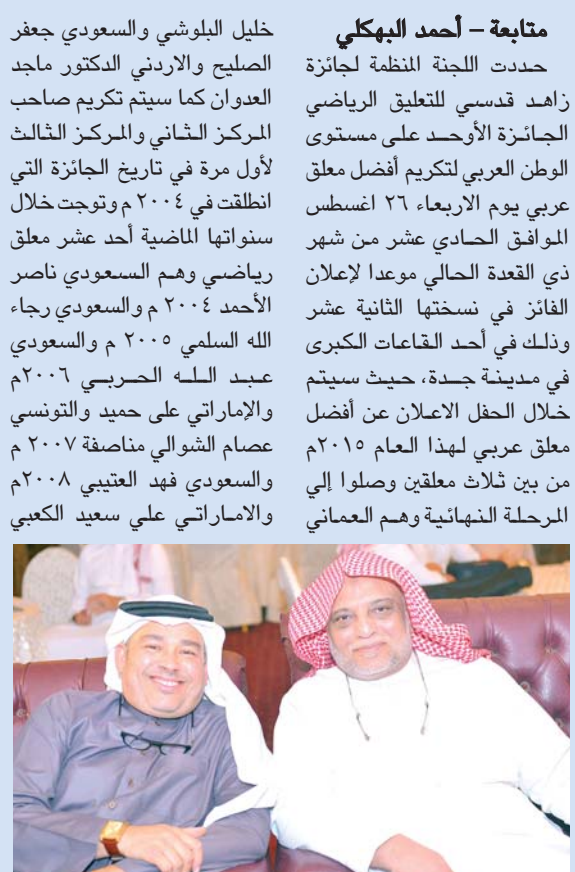 متابعة – أحمد البهكلي
حددت اللجنة المنظمة لجائزة
زاهد قدسي للتعليق الرياضي
الجائزة الأوحد على مستوى
الوطن العربي لتكريم أفضل معلق
عربي يوم الاربعاء ٢٦ اغسطس
الموافق الحادي عشر من شهر
ذي القعدة الحالي موعدا لإعلان
الفائز في نسختها الثانية عشر
وذلك في أحد القاعات الكبرى
في مدينة جدة، حيث سيتم
خلال الحفل الاعلان عن أفضل
معلق عربي لهذا العام ٢٠١٥م
من بين ثلاث معلقين وصلوا إلي
المرحلة النهائية وهم العماني
خليل البلوشي والسعودي جعفر
الصليح والاردني الدكتور ماجد
العدوان كما سيتم تكريم صاحب
المركز الثاني والمركز الثالث
لأول مرة في تاريخ الجائزة التي
انطلقت في ٢٠٠٤ م وتوجت خلال
سنواتها الماضية أحد عشر معلق
رياضي وهم السعودي ناصر
الأحمد ٢٠٠٤ م والسعودي رجاء
الله السلمي ٢٠٠٥ م والسعودي
عبد الله الحربي ٢٠٠٦م
والإماراتي على حميد والتونسي
عصام الشوالي مناصفة ٢٠٠٧ م
والسعودي فهد العتيبي ٢٠٠٨م
والاماراتي علي سعيد الكعبي